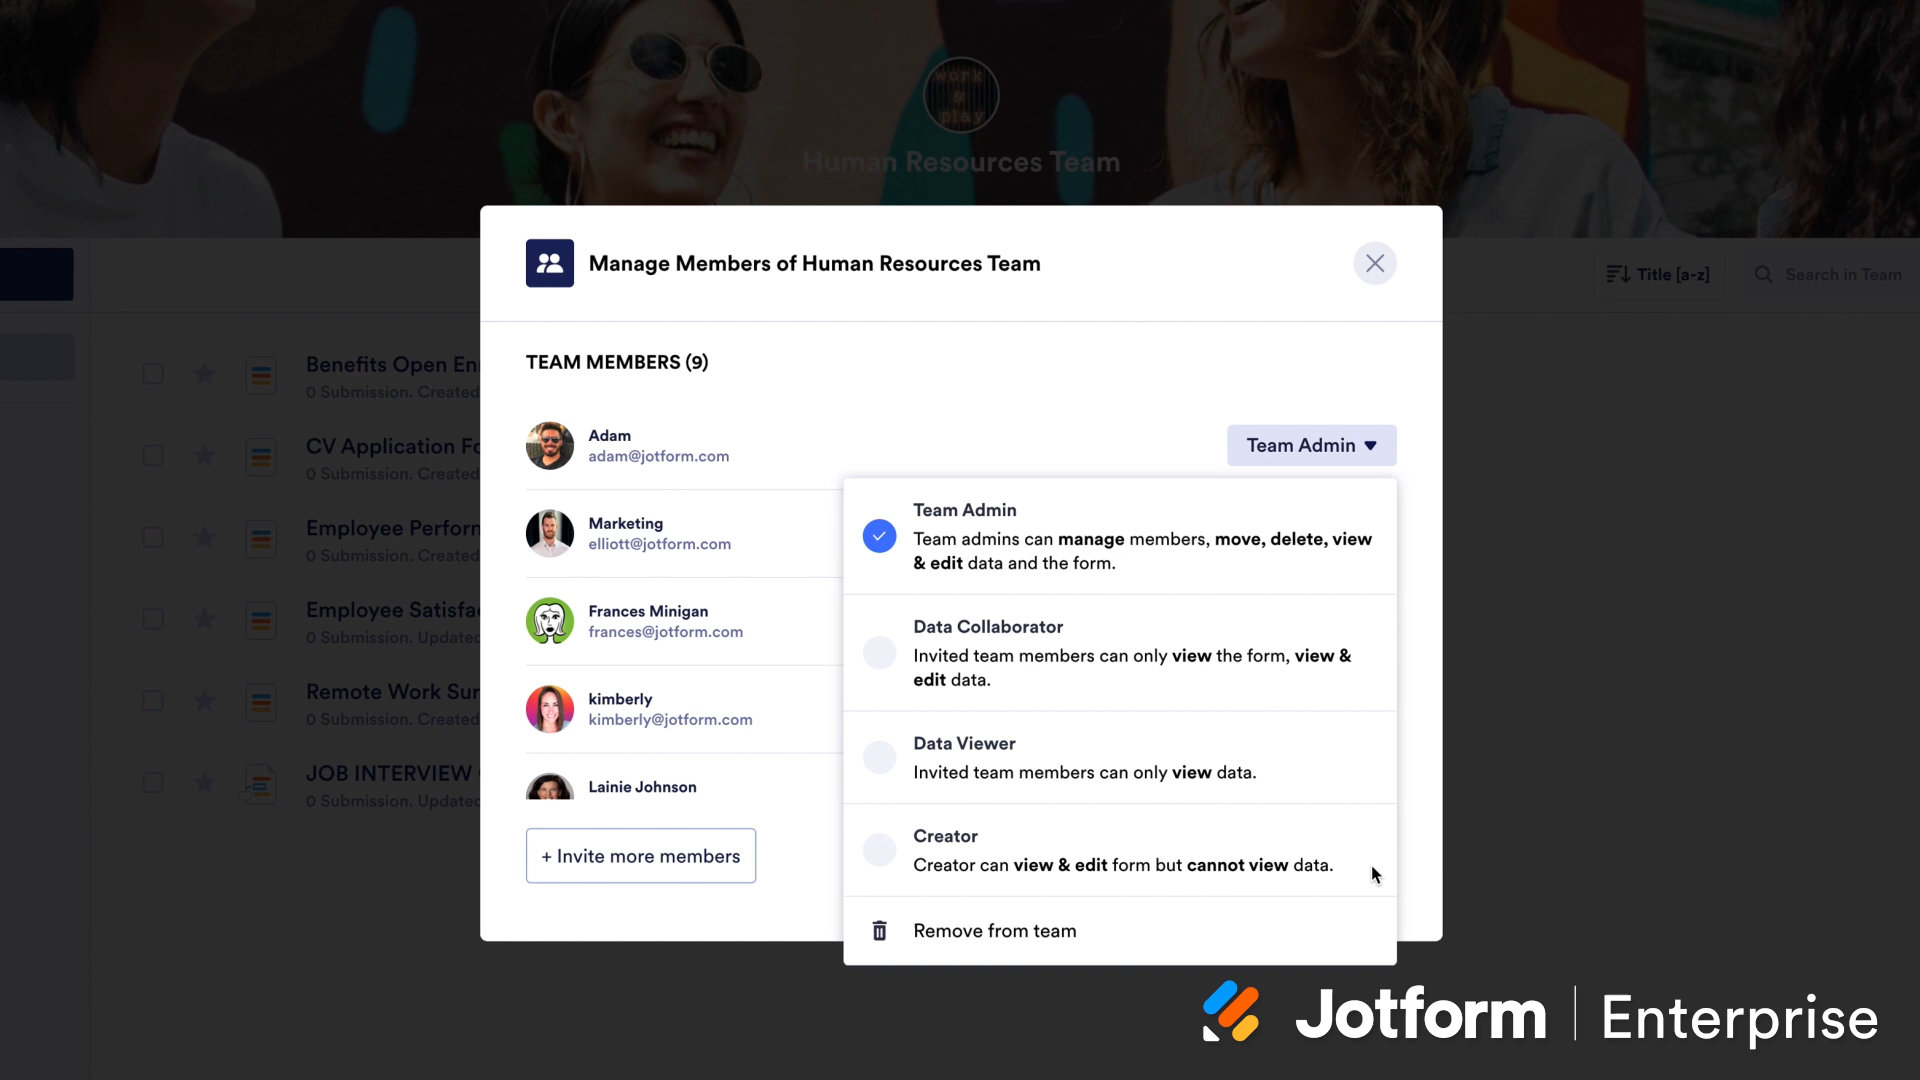 work
&
play
Human Resources Team
Manage Members of Human Resources Team
Title [a-z]
Search in Team
TEAM MEMBERS (9)
Benefits Open En
0 Submission. Created
CV Application Fo
0 Submission. Created
Employee Perform
0 Submission. Created
Employee Satisfa
0 Submission. Updated
Remote Work Sur
0 Submission. Created
JOB INTERVIEW
0 Submission. Updated
Adam
adam@jotform.com
Team Admin
Marketing
elliott@jotform.com
Frances Minigan
frances@jotform.com
kimberly
kimberly@jotform.com
Lainie Johnson
+ Invite more members
Team Admin
Team admins can manage members, move, delete, view
& edit data and the form.
Data Collaborator
Invited team members can only view the form, view &
edit data.
Data Viewer
Invited team members can only view data.
Creator
Creator can view & edit form but cannot view data.
Remove from team
Jotform | Enterprise